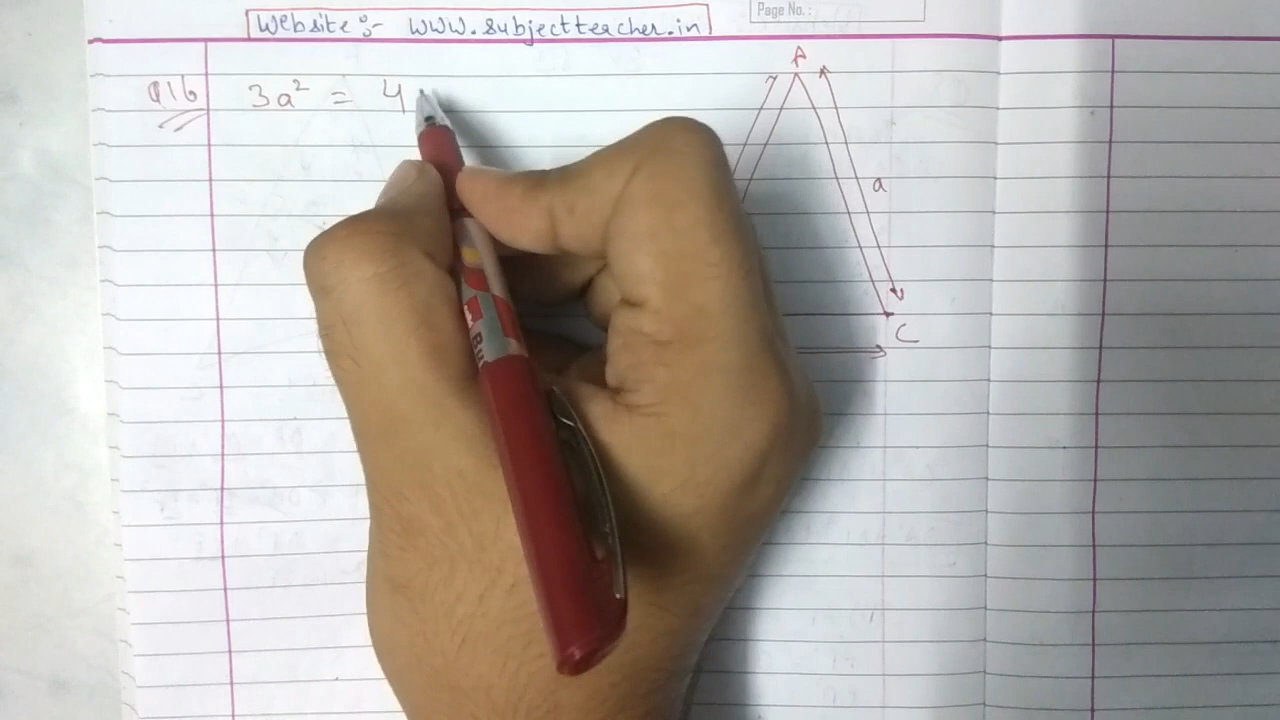 Page No. :
Website :- www.subjectteacher.in
Q16 3a² = 4
A
a
C